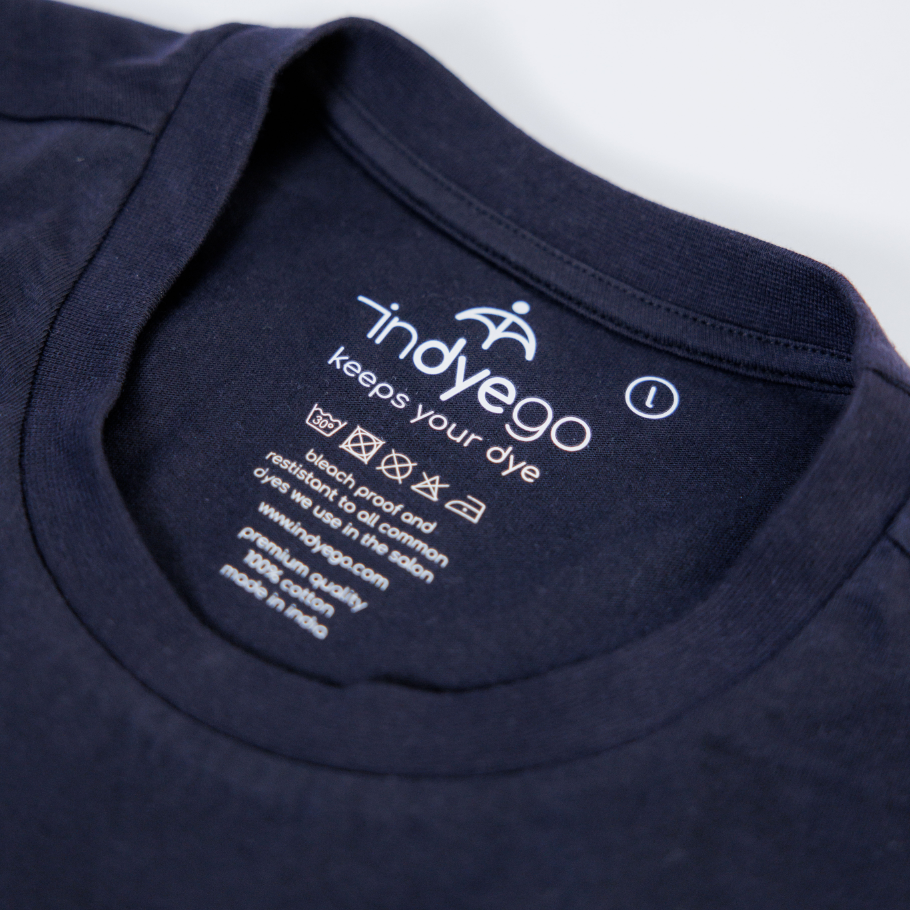 indyego
l
keeps your dye
30°
bleach proof and
restistant to all common
dyes we use in the salon
www.indyego.com
premium quality
100% cotton
made in india